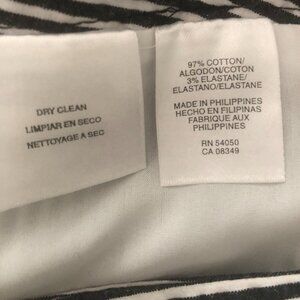 DRY CLEAN
LIMPIAR EN SECO
NETTOYAGE A SEC
97% COTTON/
ALGODON/COTON
3% ELASTANE/
ELASTANO/ELASTANE
MADE IN PHILIPPINES
HECHO EN FILIPINAS
FABRIQUE AUX
PHILIPPINES
RN 54050
CA 08349